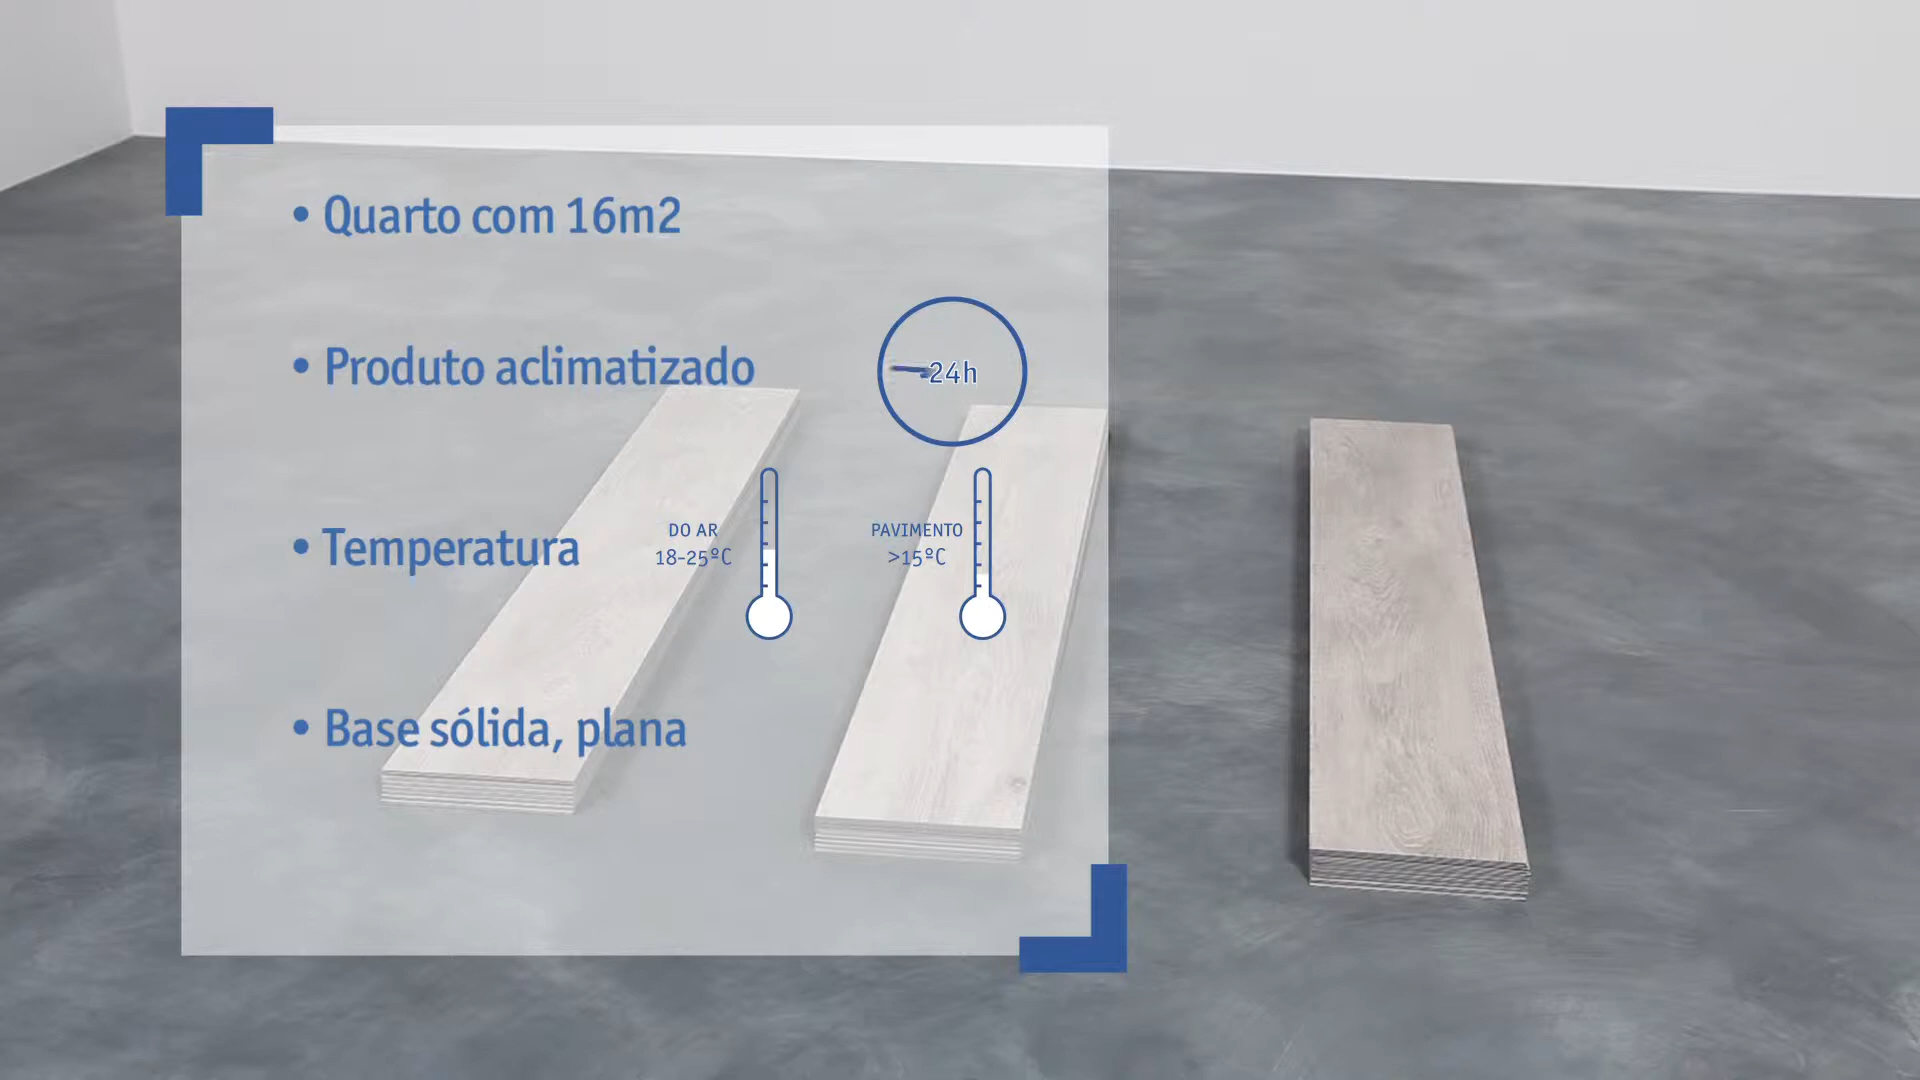 • Quarto com 16m2
• Produto aclimatizado
24h
• Temperatura
DO AR
18-25ºC
PAVIMENTO
>15ºC
• Base sólida, plana